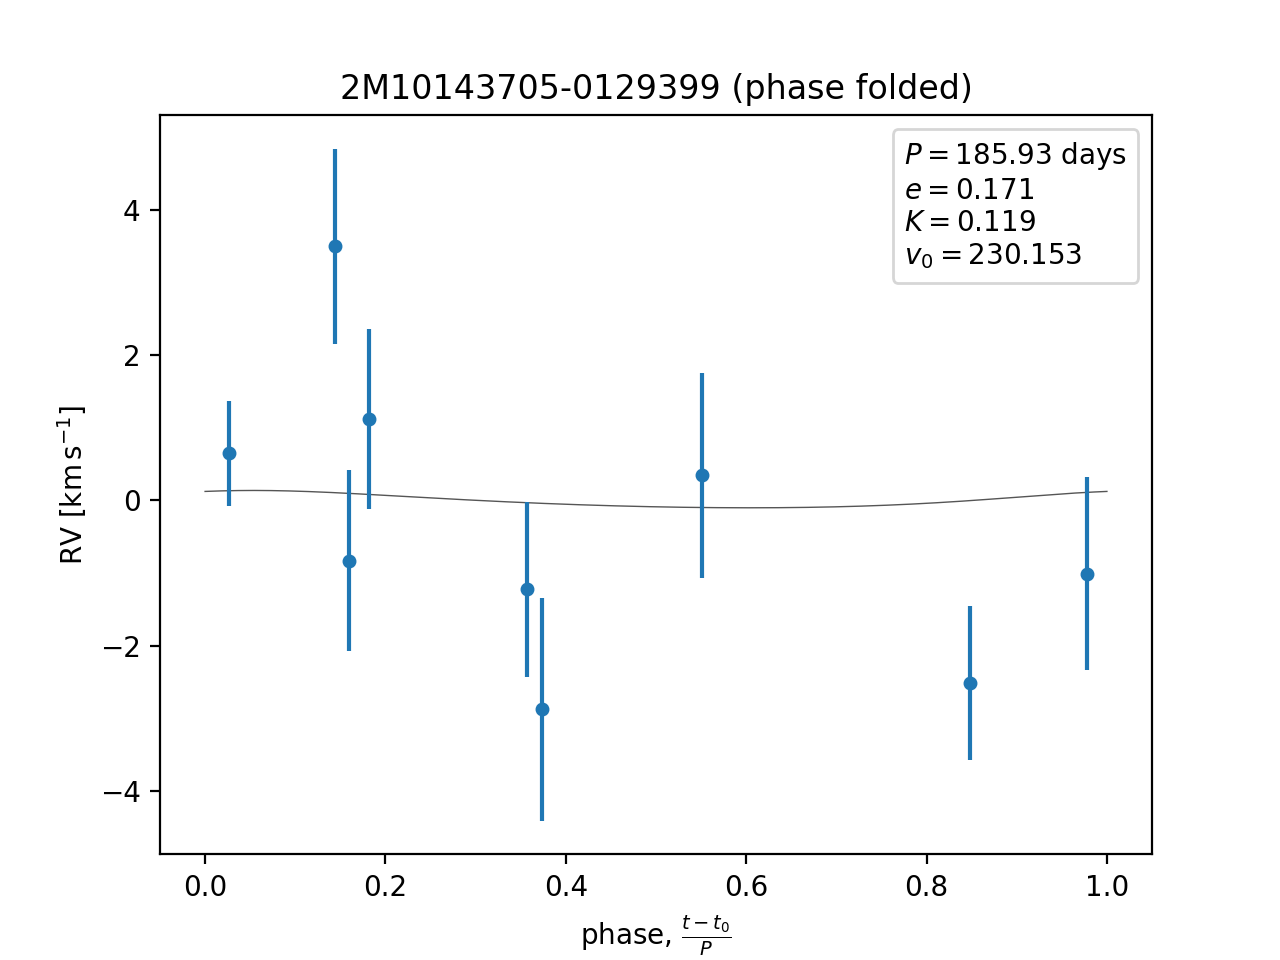 2M10143705-0129399 (phase folded)
P = 185.93 days
e = 0.171
K = 0.119
v₀ = 230.153
RV [km s⁻¹]
4
2
0
−2
−4
0.0 0.2 0.4 0.6 0.8 1.0
phase, (t − t₀)/P